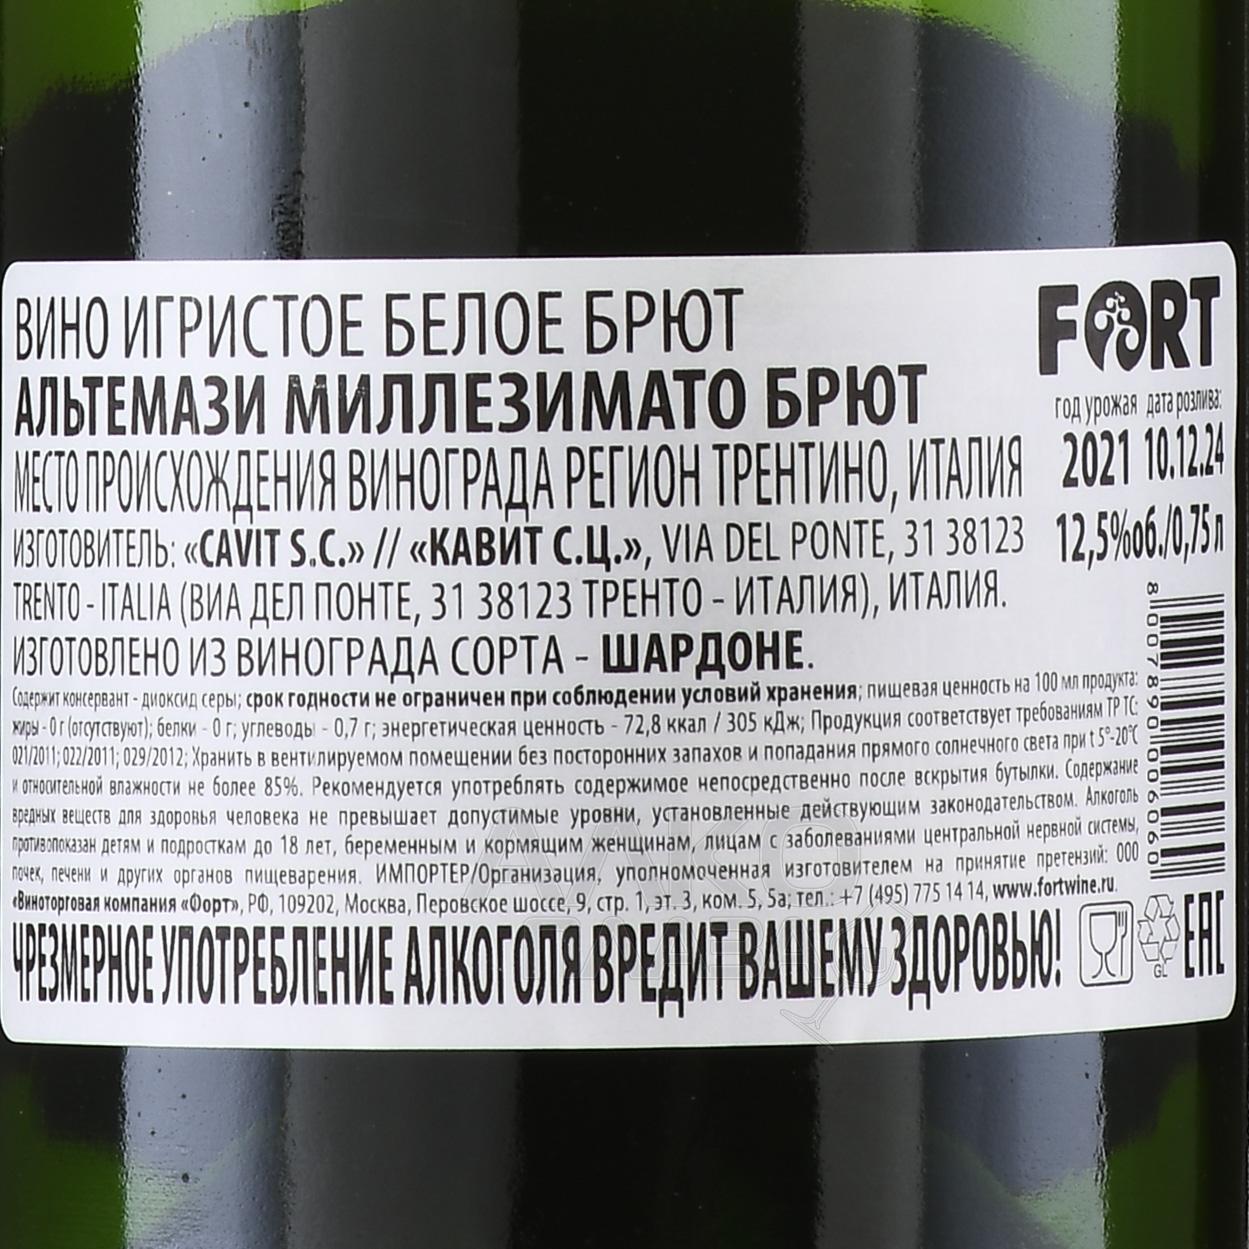 ВИНО ИГРИСТОЕ БЕЛОЕ БРЮТ
АЛЬТЕМАЗИ МИЛЛЕЗИМАТО БРЮТ
МЕСТО ПРОИСХОЖДЕНИЯ ВИНОГРАДА РЕГИОН ТРЕНТИНО, ИТАЛИЯ
ИЗГОТОВИТЕЛЬ: «CAVIT S.C.» // «КАВИТ С.Ц.», VIA DEL PONTE, 31 38123
TRENTO - ITALIA (ВИА ДЕЛ ПОНТЕ, 31 38123 ТРЕНТО - ИТАЛИЯ), ИТАЛИЯ.
ИЗГОТОВЛЕНО ИЗ ВИНОГРАДА СОРТА - ШАРДОНЕ.
FORT
год урожая дата розлива:
2021 10.12.24
12,5%об./0,75 л
Содержит консервант - диоксид серы; срок годности не ограничен при соблюдении условий хранения; пищевая ценность на 100 мл продукта:
жиры - 0 г (отсутствуют); белки - 0 г; углеводы - 0,7 г; энергетическая ценность - 72,8 ккал / 305 кДж; Продукция соответствует требованиям ТР ТС:
021/2011; 022/2011; 029/2012; Хранить в вентилируемом помещении без посторонних запахов и попадания прямого солнечного света при t 5°-20°C
и относительной влажности не более 85%. Рекомендуется употреблять содержимое непосредственно после вскрытия бутылки. Содержание
вредных веществ для здоровья человека не превышает допустимые уровни, установленные действующим законодательством. Алкоголь
противопоказан детям и подросткам до 18 лет, беременным и кормящим женщинам, лицам с заболеваниями центральной нервной системы,
почек, печени и других органов пищеварения. ИМПОРТЕР/Организация, уполномоченная изготовителем на принятие претензий: ООО
«Виноторговая компания «Форт», РФ, 109202, Москва, Перовское шоссе, 9, стр. 1, эт. 3, ком. 5, 5а; тел.: +7 (495) 775 14 14, www.fortwine.ru.
ЧРЕЗМЕРНОЕ УПОТРЕБЛЕНИЕ АЛКОГОЛЯ ВРЕДИТ ВАШЕМУ ЗДОРОВЬЮ!
8 007890 006060
GL
EAC